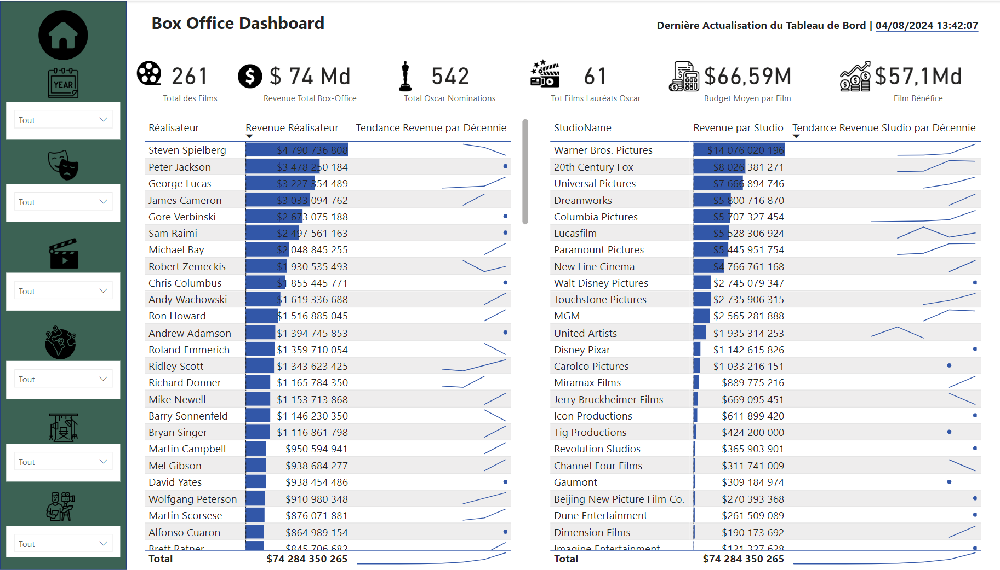 Box Office Dashboard
Dernière Actualisation du Tableau de Bord | 04/08/2024 13:42:07
YEAR
Tout
Tout
Tout
Tout
Tout
Tout
261
Total des Films
$ 74 Md
Revenue Total Box-Office
542
Total Oscar Nominations
61
Tot Films Lauréats Oscar
$66,59M
Budget Moyen par Film
$57,1Md
Film Bénéfice
Réalisateur Revenue Réalisateur Tendance Revenue par Décennie
Steven Spielberg $4 790 736 808
Peter Jackson $3 478 250 184
George Lucas $3 227 354 489
James Cameron $3 033 094 762
Gore Verbinski $2 673 075 188
Sam Raimi $2 497 561 163
Michael Bay $2 048 845 255
Robert Zemeckis $1 930 535 493
Chris Columbus $1 855 445 771
Andy Wachowski $1 619 336 688
Ron Howard $1 516 885 045
Andrew Adamson $1 394 745 853
Roland Emmerich $1 359 710 054
Ridley Scott $1 343 623 425
Richard Donner $1 165 784 350
Mike Newell $1 153 713 868
Barry Sonnenfeld $1 146 230 350
Bryan Singer $1 116 861 798
Martin Campbell $950 594 941
Mel Gibson $938 684 277
David Yates $938 454 486
Wolfgang Peterson $910 980 348
Martin Scorsese $876 071 881
Alfonso Cuaron $864 989 154
Brett Ratner $845 706 682
Total $74 284 350 265
StudioName Revenue par Studio Tendance Revenue Studio par Décennie
Warner Bros. Pictures $14 076 020 196
20th Century Fox $8 026 381 271
Universal Pictures $7 666 894 746
Dreamworks $5 800 716 870
Columbia Pictures $5 707 327 454
Lucasfilm $5 528 306 924
Paramount Pictures $5 445 951 754
New Line Cinema $4 766 761 168
Walt Disney Pictures $2 745 079 347
Touchstone Pictures $2 735 906 315
MGM $2 565 281 888
United Artists $1 935 314 253
Disney Pixar $1 142 615 826
Carolco Pictures $1 033 216 151
Miramax Films $889 775 216
Jerry Bruckheimer Films $669 095 451
Icon Productions $611 899 420
Tig Productions $424 200 000
Revolution Studios $365 903 901
Channel Four Films $311 741 009
Gaumont $309 184 974
Beijing New Picture Film Co. $270 393 368
Dune Entertainment $261 509 089
Dimension Films $190 173 692
Imagine Entertainment $121 327 628
Total $74 284 350 265